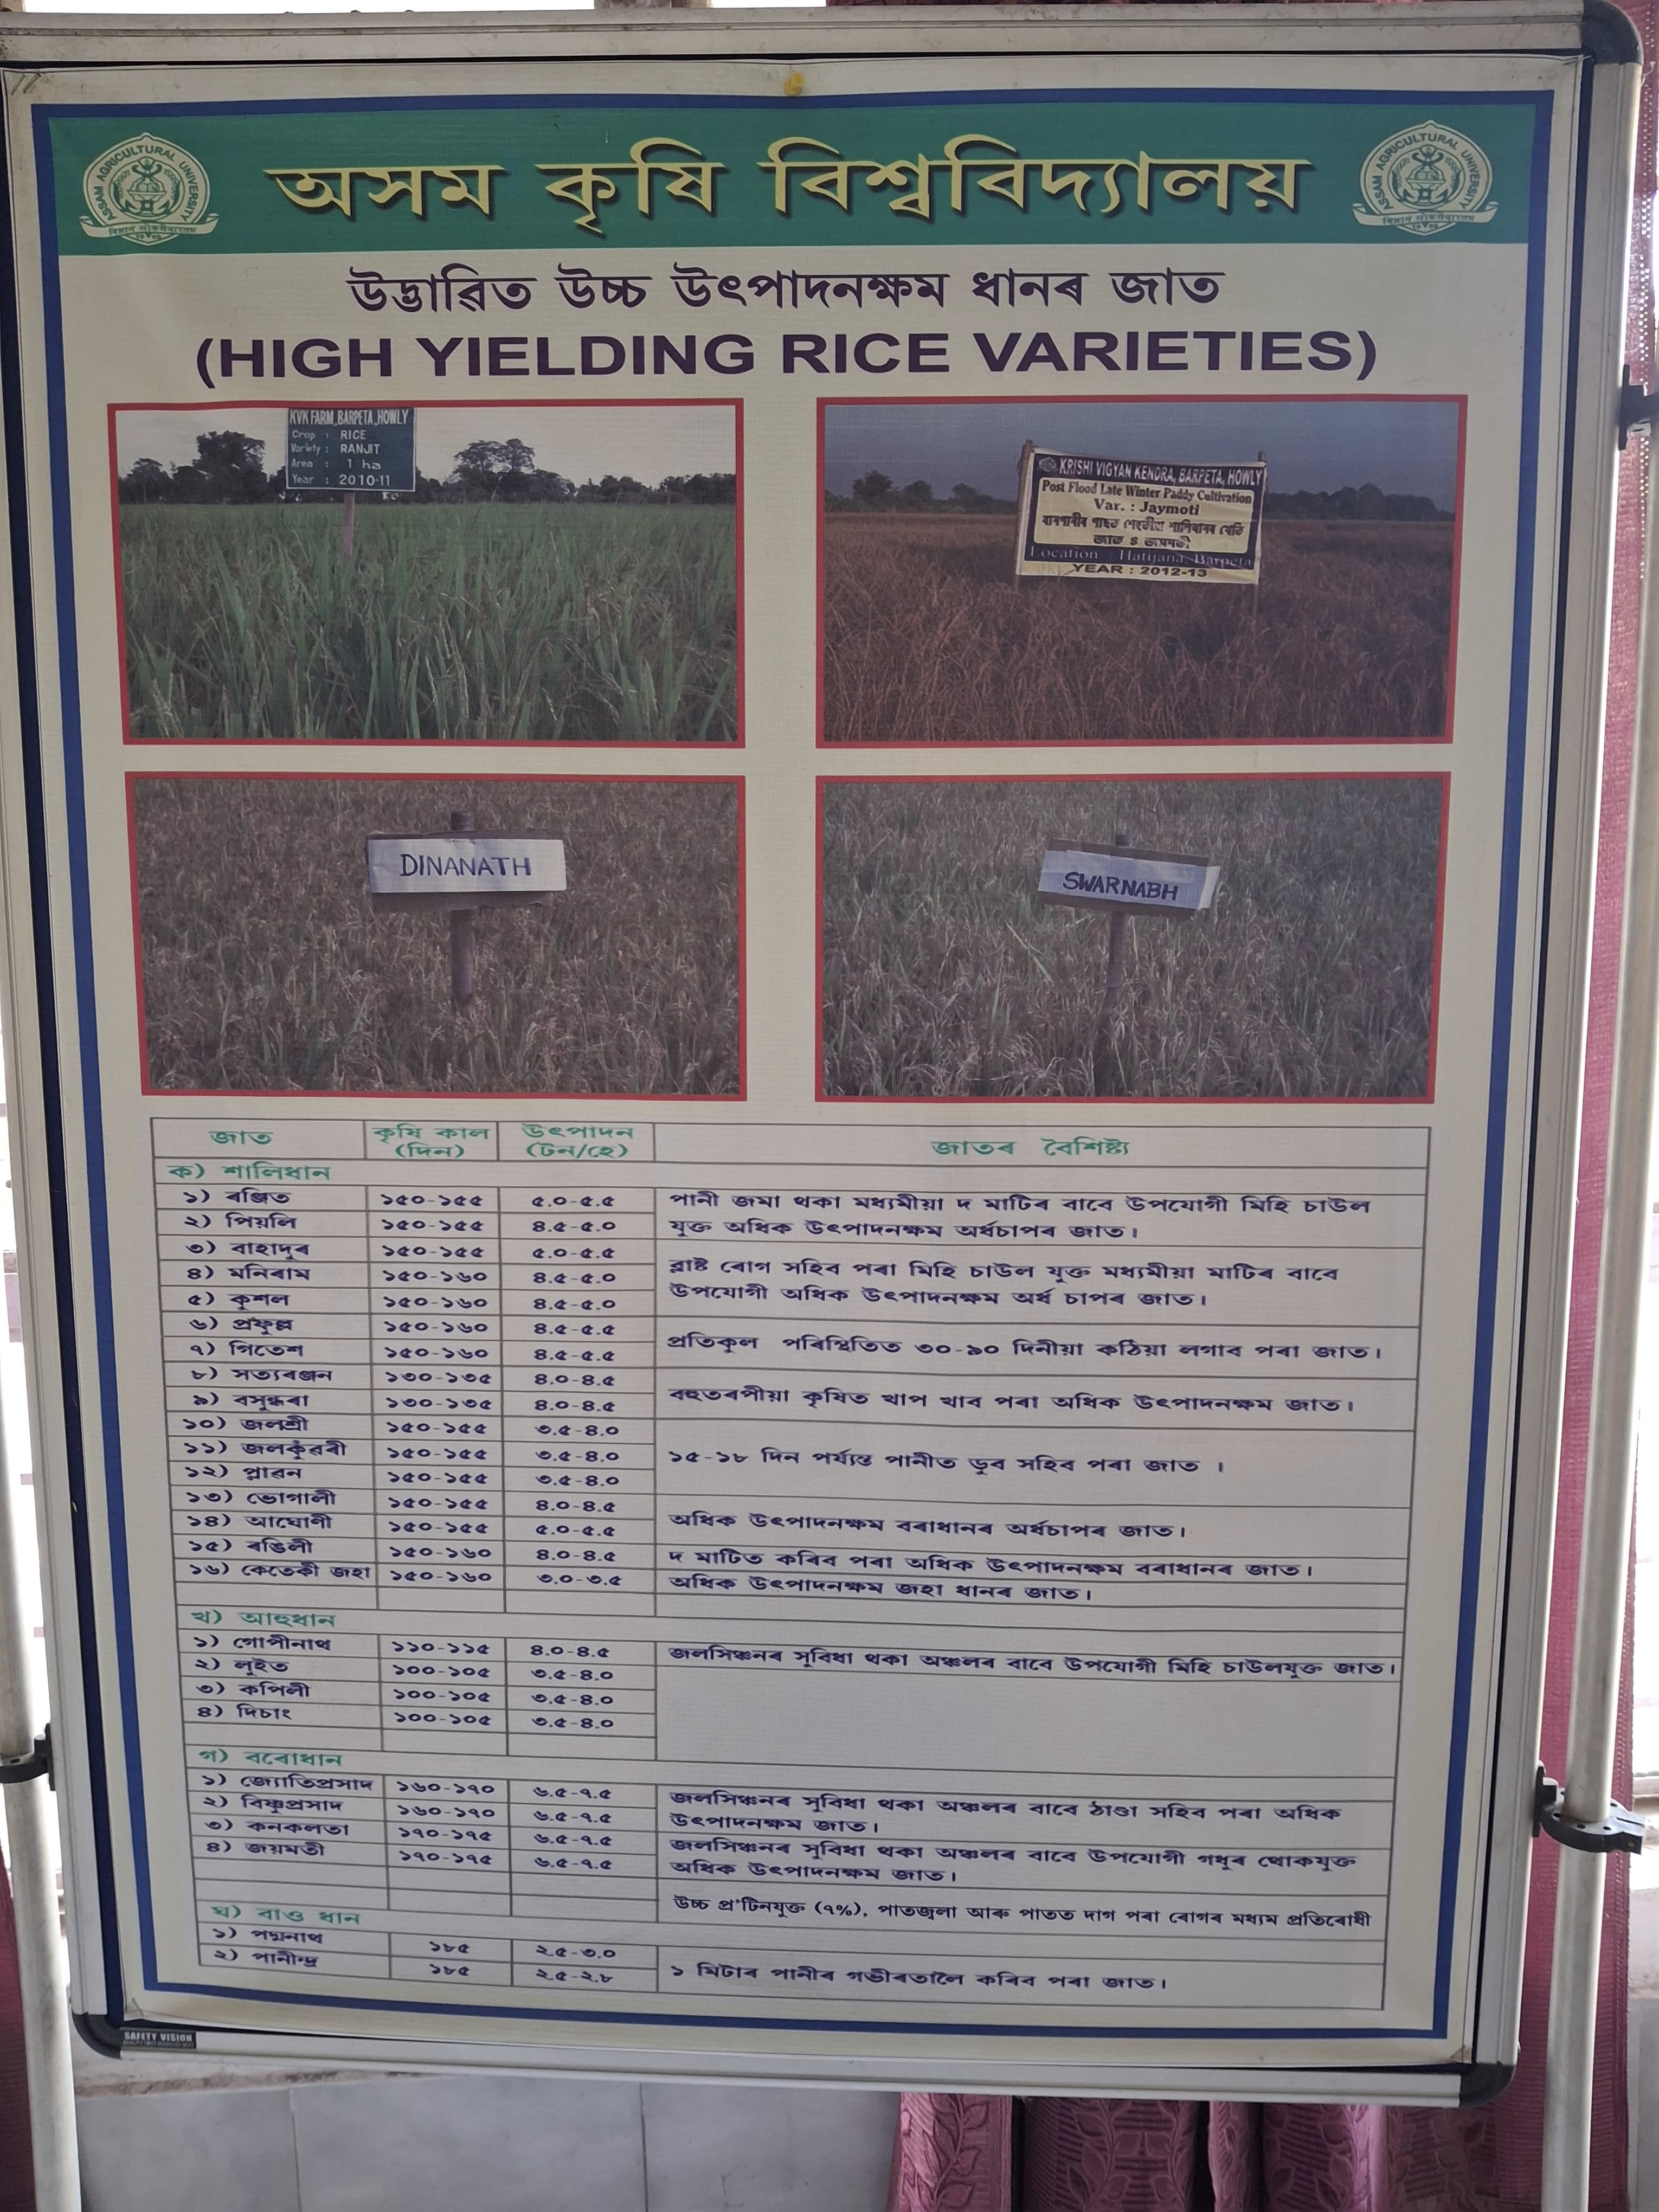 অসম কৃষি বিশ্ববিদ্যালয়
ASSAM AGRICULTURAL UNIVERSITY
ASSAM AGRICULTURAL UNIVERSITY
উদ্ভাৱিত উচ্চ উৎপাদনক্ষম ধানৰ জাত
(HIGH YIELDING RICE VARIETIES)
KVK FARM, BARPETA, HOWLY
Crop : RICE
Variety : RANJIT
Area : 1 ha
Year : 2010-11
KRISHI VIGYAN KENDRA, BARPETA, HOWLY
Post Flood Late Winter Paddy Cultivation
Var. : Jaymoti
বানপানীৰ পাছত শেহতীয়া শালিধানৰ খেতি
জাত ঃ জয়মতী
Location : Hatijana, Barpeta
YEAR : 2012-13
DINANATH
SWARNABH
জাত কৃষি কাল (দিন) উৎপাদন (টন/হে) জাতৰ বৈশিষ্ট্য
ক) শালিধান
১) ৰঞ্জিত ১৫০-১৫৫ ৫.০-৫.৫ পানী জমা থকা মধ্যমীয়া দ মাটিৰ বাবে উপযোগী মিহি চাউল
২) পিয়লি ১৫০-১৫৫ ৪.৫-৫.০ যুক্ত অধিক উৎপাদনক্ষম অৰ্ধচাপৰ জাত।
৩) বাহাদুৰ ১৫০-১৫৫ ৫.০-৫.৫
৪) মনিৰাম ১৫০-১৬০ ৪.৫-৫.০ ব্লাষ্ট ৰোগ সহিব পৰা মিহি চাউল যুক্ত মধ্যমীয়া মাটিৰ বাবে
৫) কুশল ১৫০-১৬০ ৪.৫-৫.০ উপযোগী অধিক উৎপাদনক্ষম অৰ্ধ চাপৰ জাত।
৬) প্ৰফুল্ল ১৫০-১৬০ ৪.৫-৫.৫
৭) গিতেশ ১৫০-১৬০ ৪.৫-৫.৫ প্ৰতিকুল পৰিস্থিতিত ৩০-৯০ দিনীয়া কঠিয়া লগাব পৰা জাত।
৮) সত্যৰঞ্জন ১৩০-১৩৫ ৪.০-৪.৫
৯) বসুন্ধৰা ১৩০-১৩৫ ৪.০-৪.৫ বহুতৰপীয়া কৃষিত খাপ খাব পৰা অধিক উৎপাদনক্ষম জাত।
১০) জলশ্ৰী ১৫০-১৫৫ ৩.৫-৪.০
১১) জলকুঁৱৰী ১৫০-১৫৫ ৩.৫-৪.০ ১৫-১৮ দিন পৰ্য্যন্ত পানীত ডুব সহিব পৰা জাত ।
১২) প্লাৱন ১৫০-১৫৫ ৩.৫-৪.০
১৩) ভোগালী ১৫০-১৫৫ ৪.০-৪.৫
১৪) আঘোণী ১৫০-১৫৫ ৫.০-৫.৫ অধিক উৎপাদনক্ষম বৰাধানৰ অৰ্ধচাপৰ জাত।
১৫) ৰঙিলী ১৫০-১৬০ ৪.০-৪.৫ দ মাটিত কৰিব পৰা অধিক উৎপাদনক্ষম বৰাধানৰ জাত।
১৬) কেতেকী জহা ১৫০-১৬০ ৩.০-৩.৫ অধিক উৎপাদনক্ষম জহা ধানৰ জাত।
খ) আহুধান
১) গোপীনাথ ১১০-১১৫ ৪.০-৪.৫ জলসিঞ্চনৰ সুবিধা থকা অঞ্চলৰ বাবে উপযোগী মিহি চাউলযুক্ত জাত।
২) লুইত ১০০-১০৫ ৩.৫-৪.০
৩) কপিলী ১০০-১০৫ ৩.৫-৪.০
৪) দিচাং ১০০-১০৫ ৩.৫-৪.০
গ) বৰোধান
১) জ্যোতিপ্ৰসাদ ১৬০-১৭০ ৬.৫-৭.৫ জলসিঞ্চনৰ সুবিধা থকা অঞ্চলৰ বাবে ঠাণ্ডা সহিব পৰা অধিক
২) বিষ্ণুপ্ৰসাদ ১৬০-১৭০ ৬.৫-৭.৫ উৎপাদনক্ষম জাত।
৩) কনকলতা ১৭০-১৭৫ ৬.৫-৭.৫ জলসিঞ্চনৰ সুবিধা থকা অঞ্চলৰ বাবে উপযোগী গধুৰ থোকযুক্ত
৪) জয়মতী ১৭০-১৭৫ ৬.৫-৭.৫ অধিক উৎপাদনক্ষম জাত।
উচ্চ প্ৰ'টিনযুক্ত (৭%), পাতজ্বলা আৰু পাতত দাগ পৰা ৰোগৰ মধ্যম প্ৰতিৰোধী
ঘ) বাও ধান
১) পদ্মনাথ ১৮৫ ২.৫-৩.০
২) পানীন্দ্ৰ ১৮৫ ২.৫-২.৮ ১ মিটাৰ পানীৰ গভীৰতালৈ কৰিব পৰা জাত।
SAFETY VISION